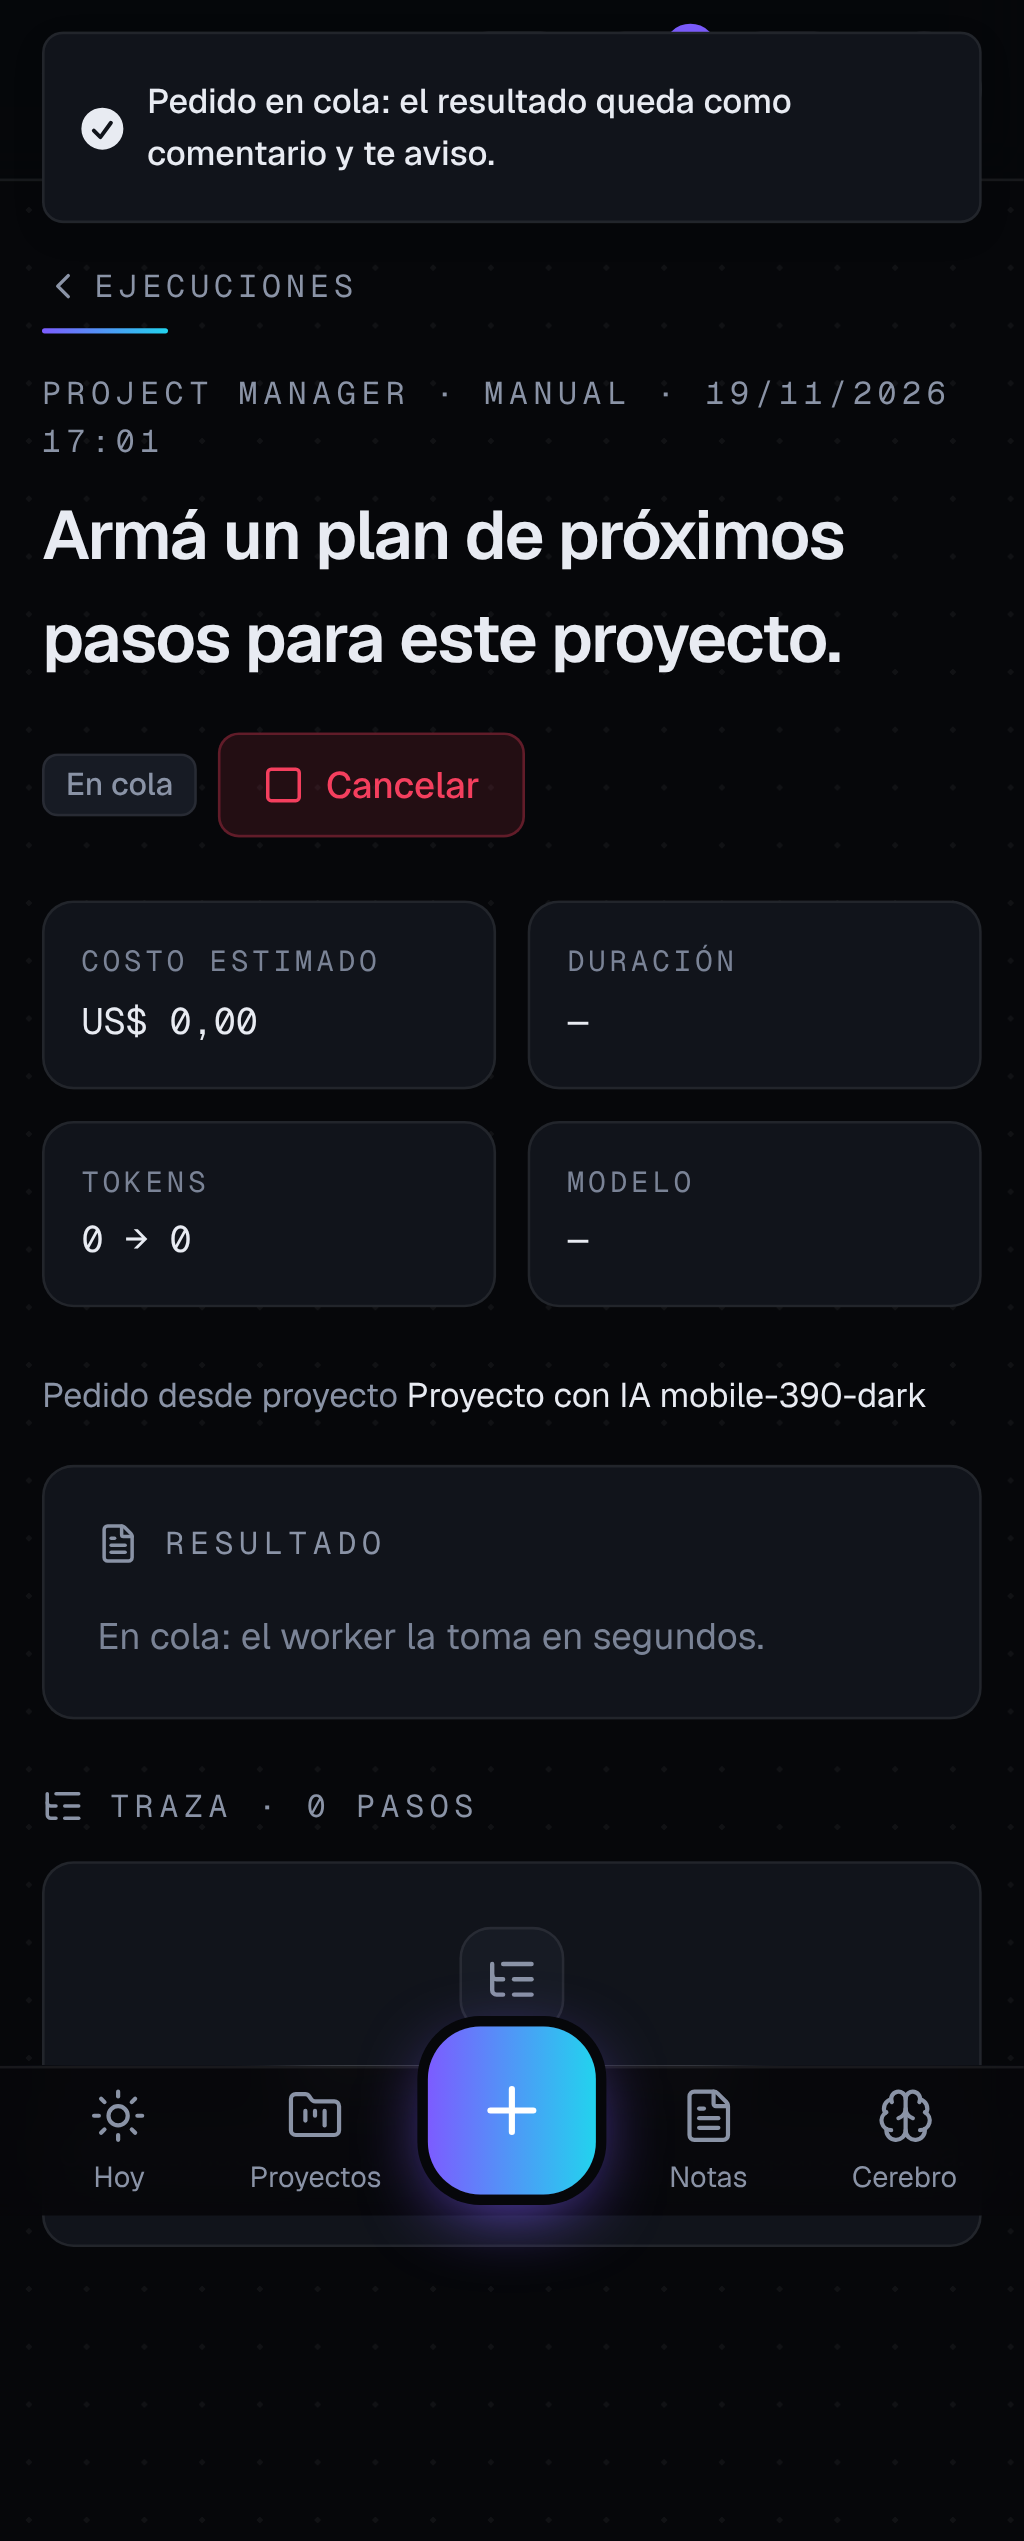 Pedido en cola: el resultado queda como
comentario y te aviso.
EJECUCIONES
PROJECT MANAGER · MANUAL · 19/11/2026
17:01
Armá un plan de próximos
pasos para este proyecto.
En cola
Cancelar
COSTO ESTIMADO
US$ 0,00
DURACIÓN
—
TOKENS
0 → 0
MODELO
—
Pedido desde proyecto Proyecto con IA mobile-390-dark
RESULTADO
En cola: el worker la toma en segundos.
TRAZA · 0 PASOS
Hoy
Proyectos
Notas
Cerebro